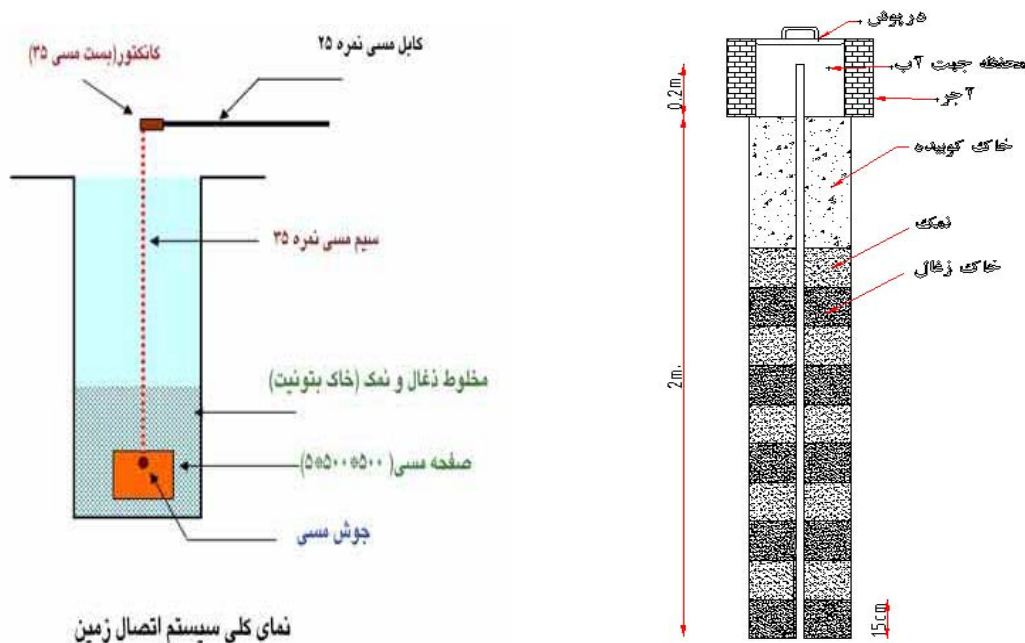 کابل مسی نمره ۲۵
کانکتور(بست مسی ۳۵)
سیم مسی نمره ۳۵
مخلوط ذغال و نمک (خاک بتونیت)
صفحه مسی( ۵۰۰*۵۰۰*۵)
جوش مسی
نمای کلی سیستم اتصال زمین
درپوش
محفظه جهت آب
آجر
خاک کوبیده
نمک
خاک زغال
0.2m
2m.
15cm